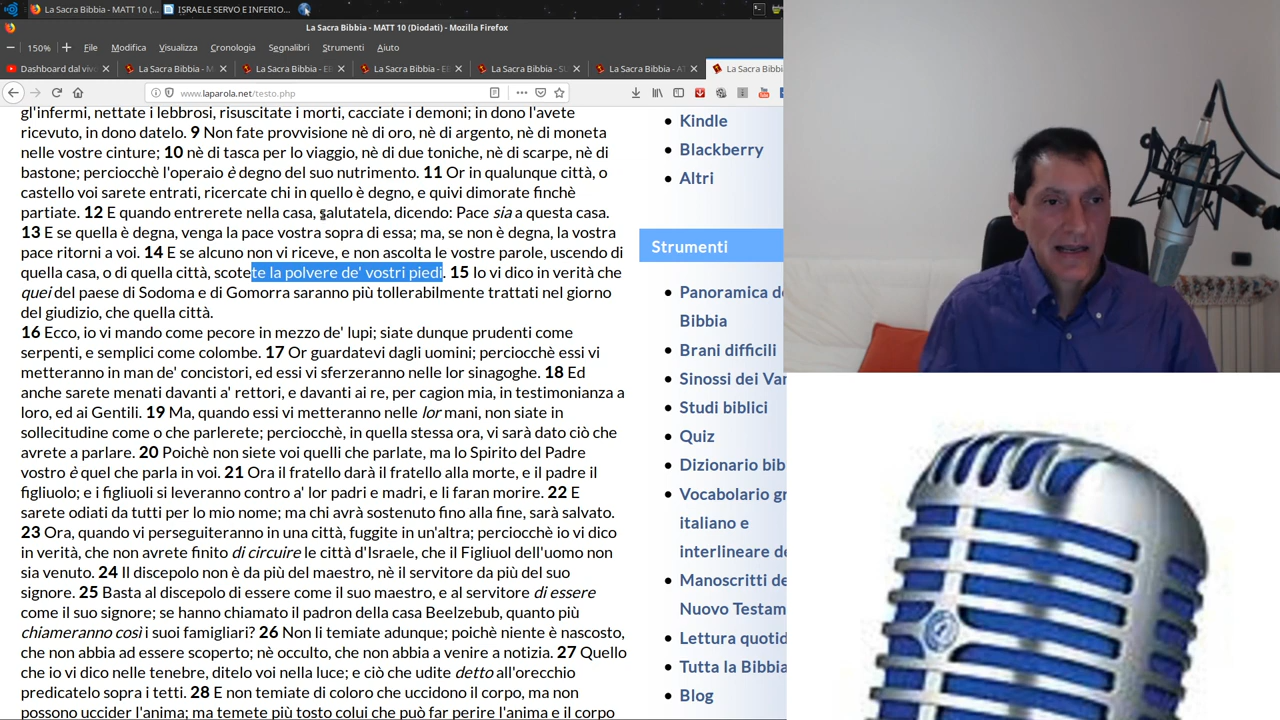 La Sacra Bibbia - MATT 10 (...
ISRAELE SERVO E INFERIO...
La Sacra Bibbia - MATT 10 (Diodati) - Mozilla Firefox
150%
File Modifica Visualizza Cronologia Segnalibri Strumenti Aiuto
Dashboard dal vivo
La Sacra Bibbia - M
La Sacra Bibbia - EB
La Sacra Bibbia - EB
La Sacra Bibbia
La Sacra Bibbia - AT
La Sacra Bibbi
www.laparola.net/testo.php
gl'infermi, nettate i lebbrosi, risuscitate i morti, cacciate i demoni; in dono l'avete
ricevuto, in dono datelo. 9 Non fate provvisione nè di oro, nè di argento, nè di moneta
nelle vostre cinture; 10 nè di tasca per lo viaggio, nè di due toniche, nè di scarpe, nè di
bastone; perciocchè l'operaio è degno del suo nutrimento. 11 Or in qualunque città, o
castello voi sarete entrati, ricercate chi in quello è degno, e quivi dimorate finchè
partiate. 12 E quando entrerete nella casa, salutatela, dicendo: Pace sia a questa casa.
13 E se quella è degna, venga la pace vostra sopra di essa; ma, se non è degna, la vostra
pace ritorni a voi. 14 E se alcuno non vi riceve, e non ascolta le vostre parole, uscendo di
quella casa, o di quella città, scotete la polvere de' vostri piedi. 15 Io vi dico in verità che
quei del paese di Sodoma e di Gomorra saranno più tollerabilmente trattati nel giorno
del giudizio, che quella città.
16 Ecco, io vi mando come pecore in mezzo de' lupi; siate dunque prudenti come
serpenti, e semplici come colombe. 17 Or guardatevi dagli uomini; perciocchè essi vi
metteranno in man de' concistori, ed essi vi sferzeranno nelle lor sinagoghe. 18 Ed
anche sarete menati davanti a' rettori, e davanti ai re, per cagion mia, in testimonianza a
loro, ed ai Gentili. 19 Ma, quando essi vi metteranno nelle lor mani, non siate in
sollecitudine come o che parlerete; perciocchè, in quella stessa ora, vi sarà dato ciò che
avrete a parlare. 20 Poichè non siete voi quelli che parlate, ma lo Spirito del Padre
vostro è quel che parla in voi. 21 Ora il fratello darà il fratello alla morte, e il padre il
figliuolo; e i figliuoli si leveranno contro a' lor padri e madri, e li faran morire. 22 E
sarete odiati da tutti per lo mio nome; ma chi avrà sostenuto fino alla fine, sarà salvato.
23 Ora, quando vi perseguiteranno in una città, fuggite in un'altra; perciocchè io vi dico
in verità, che non avrete finito di circuire le città d'Israele, che il Figliuol dell'uomo non
sia venuto. 24 Il discepolo non è da più del maestro, nè il servitore da più del suo
signore. 25 Basta al discepolo di essere come il suo maestro, e al servitore di essere
come il suo signore; se hanno chiamato il padron della casa Beelzebub, quanto più
chiameranno così i suoi famigliari? 26 Non li temiate adunque; poichè niente è nascosto,
che non abbia ad essere scoperto; nè occulto, che non abbia a venire a notizia. 27 Quello
che io vi dico nelle tenebre, ditelo voi nella luce; e ciò che udite detto all'orecchio
predicatelo sopra i tetti. 28 E non temiate di coloro che uccidono il corpo, ma non
possono uccider l'anima; ma temete più tosto colui che può far perire l'anima e il corpo
Kindle
Blackberry
Altri
Strumenti
Panoramica de
Bibbia
Brani difficili
Sinossi dei Van
Studi biblici
Quiz
Dizionario bib
Vocabolario gr
italiano e
interlineare de
Manoscritti de
Nuovo Testam
Lettura quotid
Tutta la Bibbia
Blog